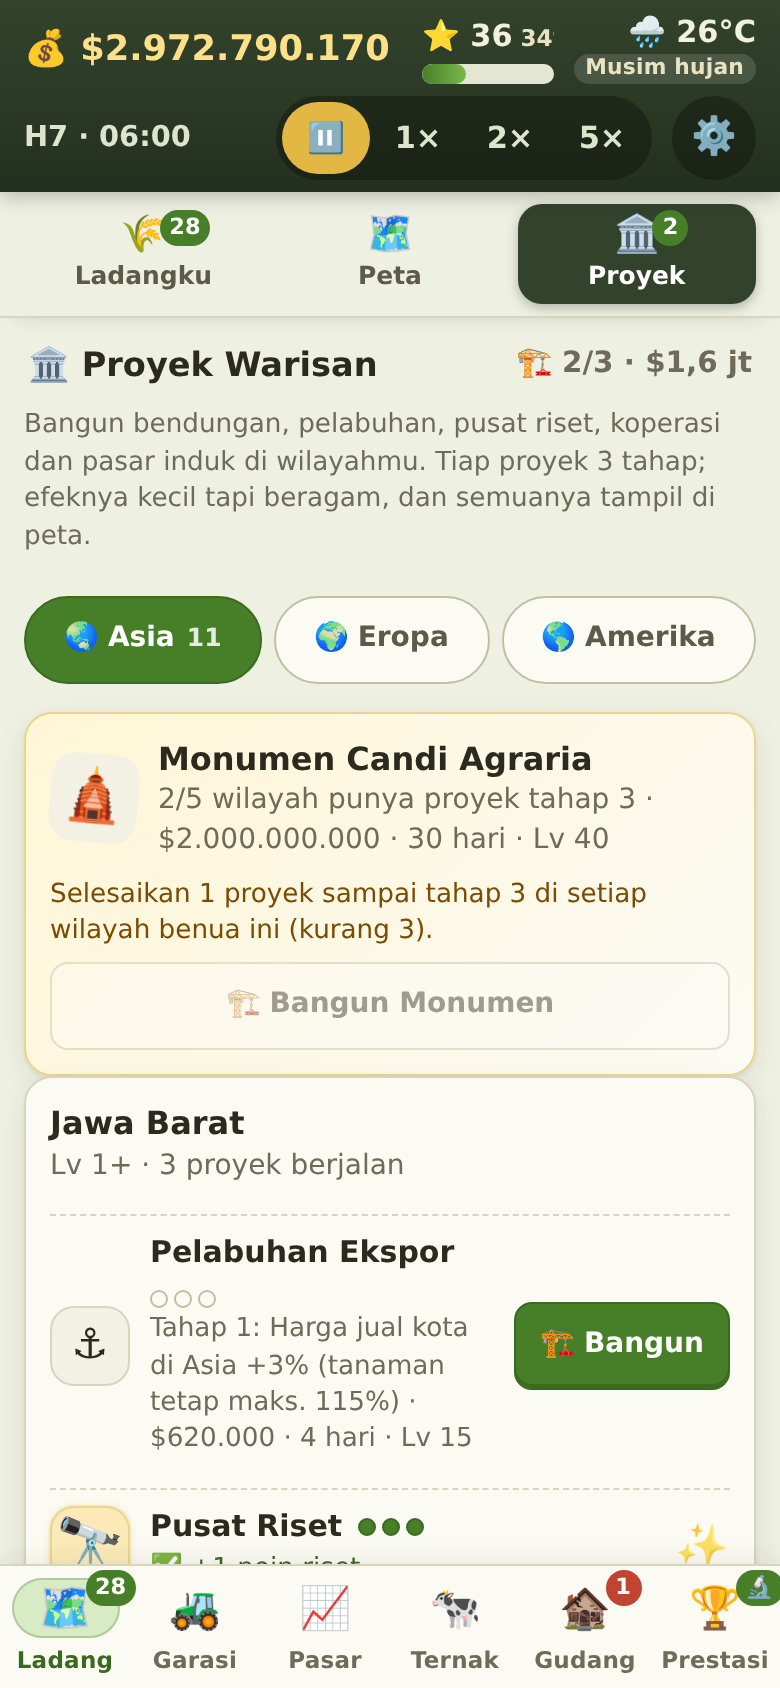 $2.972.790.170
36 34
26°C
Musim hujan
H7 · 06:00
1× 2× 5×
28
Ladangku
Peta
2
Proyek
Proyek Warisan
2/3 · $1,6 jt
Bangun bendungan, pelabuhan, pusat riset, koperasi
dan pasar induk di wilayahmu. Tiap proyek 3 tahap;
efeknya kecil tapi beragam, dan semuanya tampil di
peta.
Asia 11
Eropa
Amerika
Monumen Candi Agraria
2/5 wilayah punya proyek tahap 3 ·
$2.000.000.000 · 30 hari · Lv 40
Selesaikan 1 proyek sampai tahap 3 di setiap
wilayah benua ini (kurang 3).
Bangun Monumen
Jawa Barat
Lv 1+ · 3 proyek berjalan
Pelabuhan Ekspor
Tahap 1: Harga jual kota
di Asia +3% (tanaman
tetap maks. 115%) ·
$620.000 · 4 hari · Lv 15
Bangun
Pusat Riset
+1 poin riset
28
Ladang
Garasi
Pasar
Ternak
1
Gudang
Prestasi